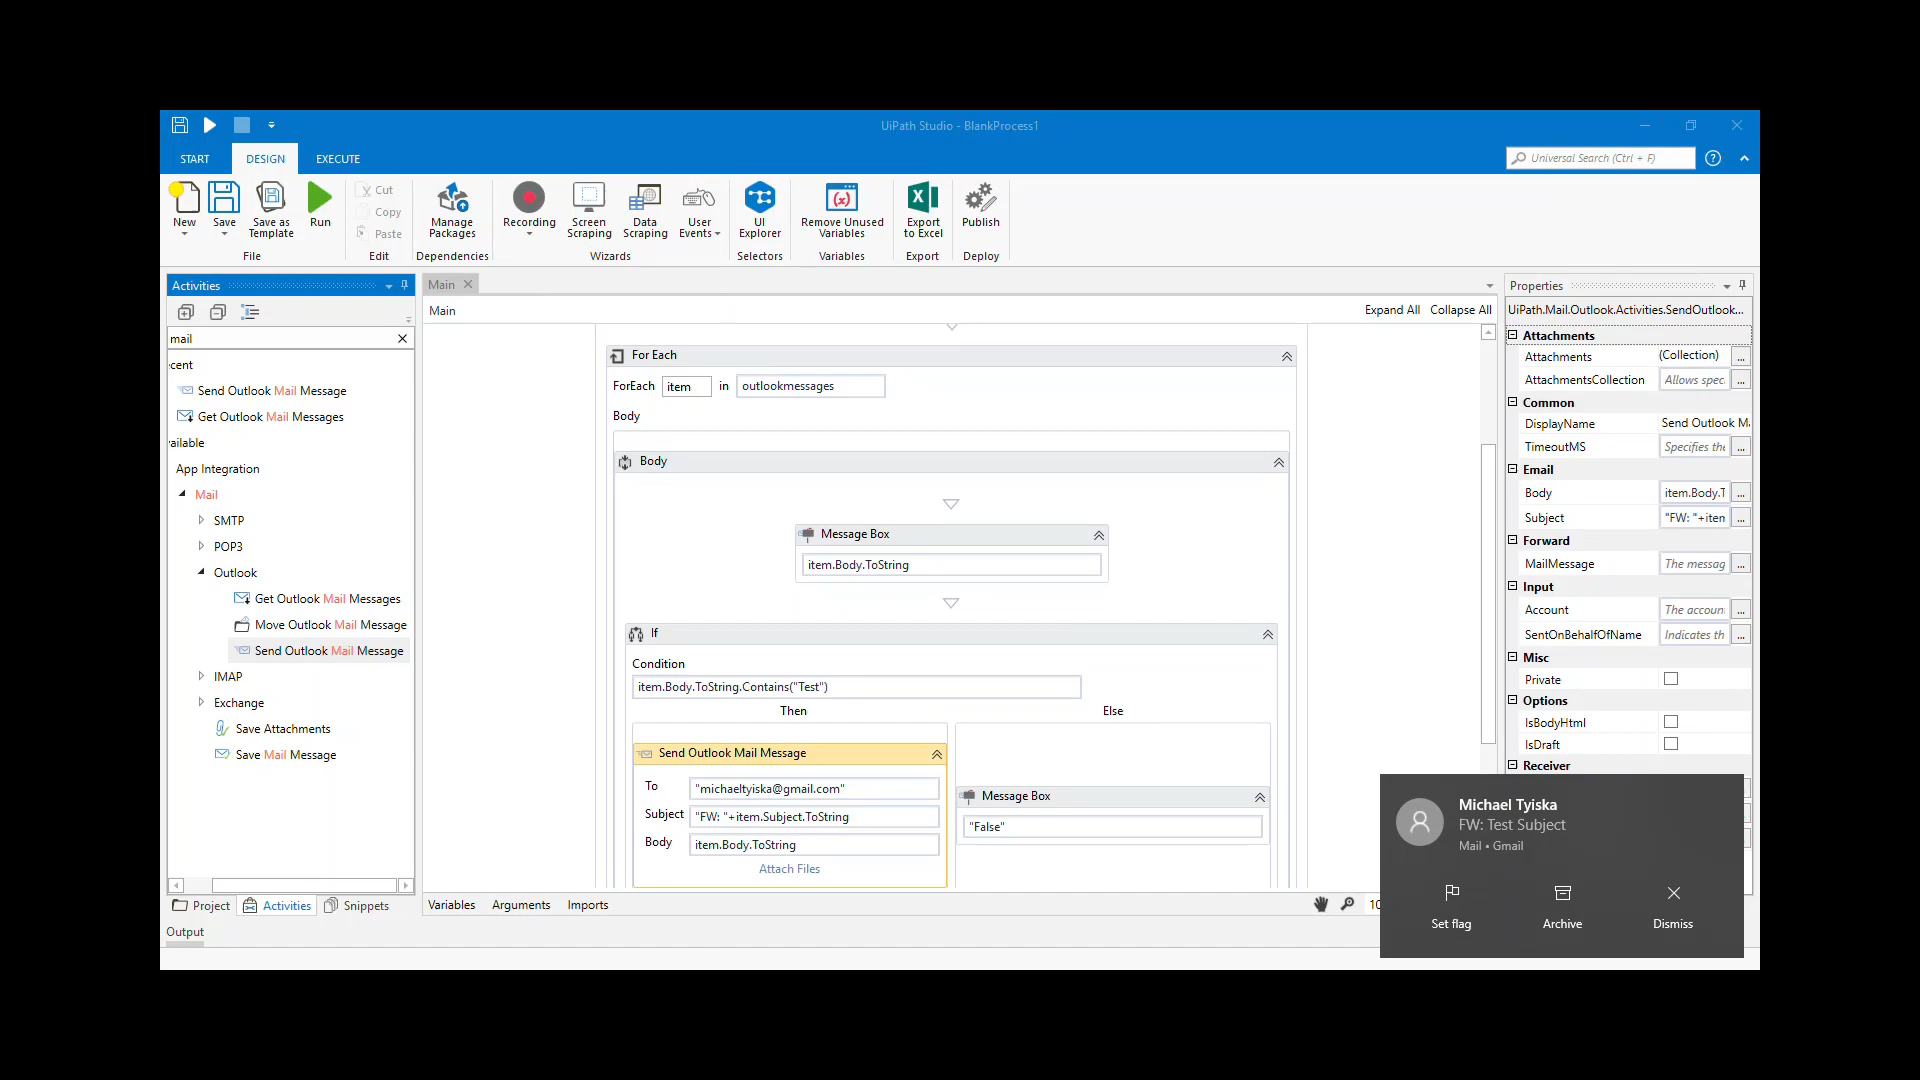 UiPath Studio - BlankProcess1
START
DESIGN
EXECUTE
Universal Search (Ctrl + F)
New
Save
Save as
Template
Run
File
Cut
Copy
Paste
Edit
Manage
Packages
Dependencies
Recording
Screen
Scraping
Data
Scraping
User
Events
Wizards
UI
Explorer
Selectors
Remove Unused
Variables
Variables
Export
to Excel
Export
Publish
Deploy
Activities
mail
cent
Send Outlook Mail Message
Get Outlook Mail Messages
ailable
App Integration
Mail
SMTP
POP3
Outlook
Get Outlook Mail Messages
Move Outlook Mail Message
Send Outlook Mail Message
IMAP
Exchange
Save Attachments
Save Mail Message
Project
Activities
Snippets
Output
Main
Main
Expand All
Collapse All
For Each
ForEach item in outlookmessages
Body
Body
Message Box
item.Body.ToString
If
Condition
item.Body.ToString.Contains("Test")
Then
Else
Send Outlook Mail Message
To "michaeltyiska@gmail.com"
Subject "FW: "+item.Subject.ToString
Body item.Body.ToString
Attach Files
Message Box
"False"
Variables
Arguments
Imports
10
Properties
UiPath.Mail.Outlook.Activities.SendOutlook...
Attachments
Attachments (Collection) ...
AttachmentsCollection Allows spec ...
Common
DisplayName Send Outlook M
TimeoutMS Specifies the ...
Email
Body item.Body.T ...
Subject "FW: "+item ...
Forward
MailMessage The messag ...
Input
Account The accoun ...
SentOnBehalfOfName Indicates th ...
Misc
Private
Options
IsBodyHtml
IsDraft
Receiver
Michael Tyiska
FW: Test Subject
Mail • Gmail
Set flag
Archive
Dismiss